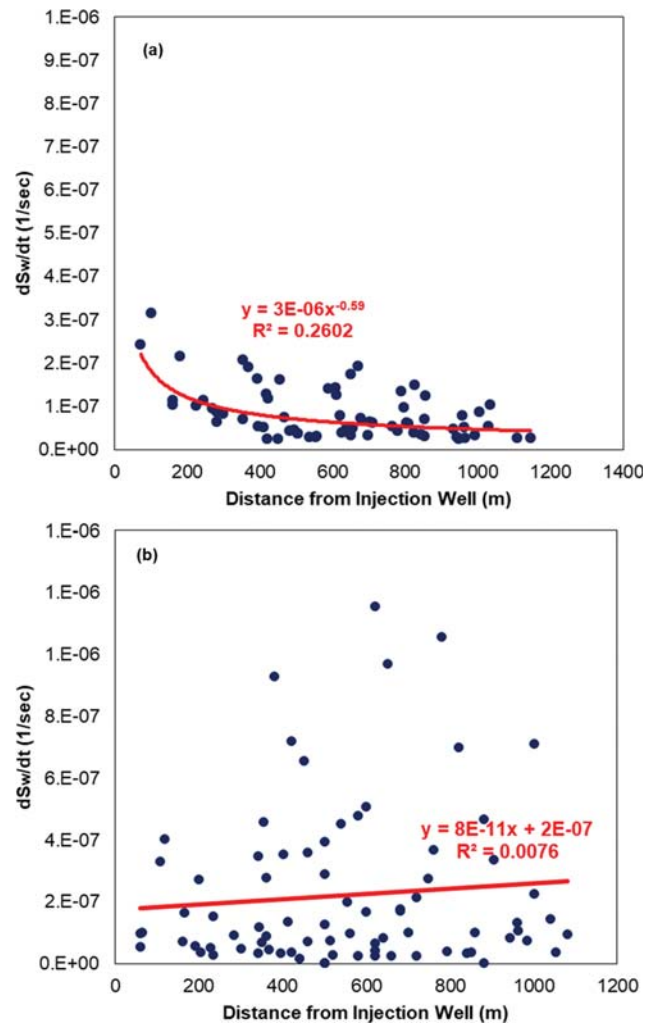 1.E-06
(a)
9.E-07
8.E-07
7.E-07
6.E-07
5.E-07
4.E-07
3.E-07
2.E-07
1.E-07
0.E+00
dSw/dt (1/sec)
y = 3E-06x^-0.59
R² = 0.2602
0 200 400 600 800 1000 1200 1400
Distance from Injection Well (m)
1.E-06
(b)
1.E-06
1.E-06
8.E-07
6.E-07
4.E-07
2.E-07
0.E+00
dSw/dt (1/sec)
y = 8E-11x + 2E-07
R² = 0.0076
0 200 400 600 800 1000 1200
Distance from Injection Well (m)